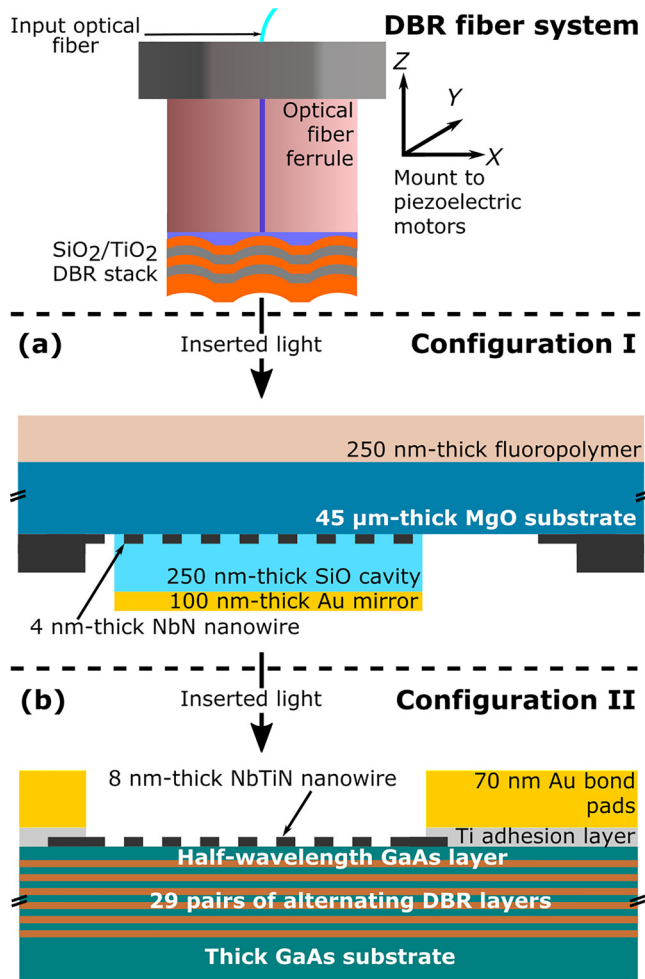 Input optical
fiber
DBR fiber system
Optical
fiber
ferrule
Z
Y
X
Mount to
piezoelectric
motors
SiO₂/TiO₂
DBR stack
(a)
Inserted light
Configuration I
250 nm-thick fluoropolymer
45 µm-thick MgO substrate
250 nm-thick SiO cavity
100 nm-thick Au mirror
4 nm-thick NbN nanowire
(b)
Inserted light
Configuration II
8 nm-thick NbTiN nanowire
70 nm Au bond
pads
Ti adhesion layer
Half-wavelength GaAs layer
29 pairs of alternating DBR layers
Thick GaAs substrate